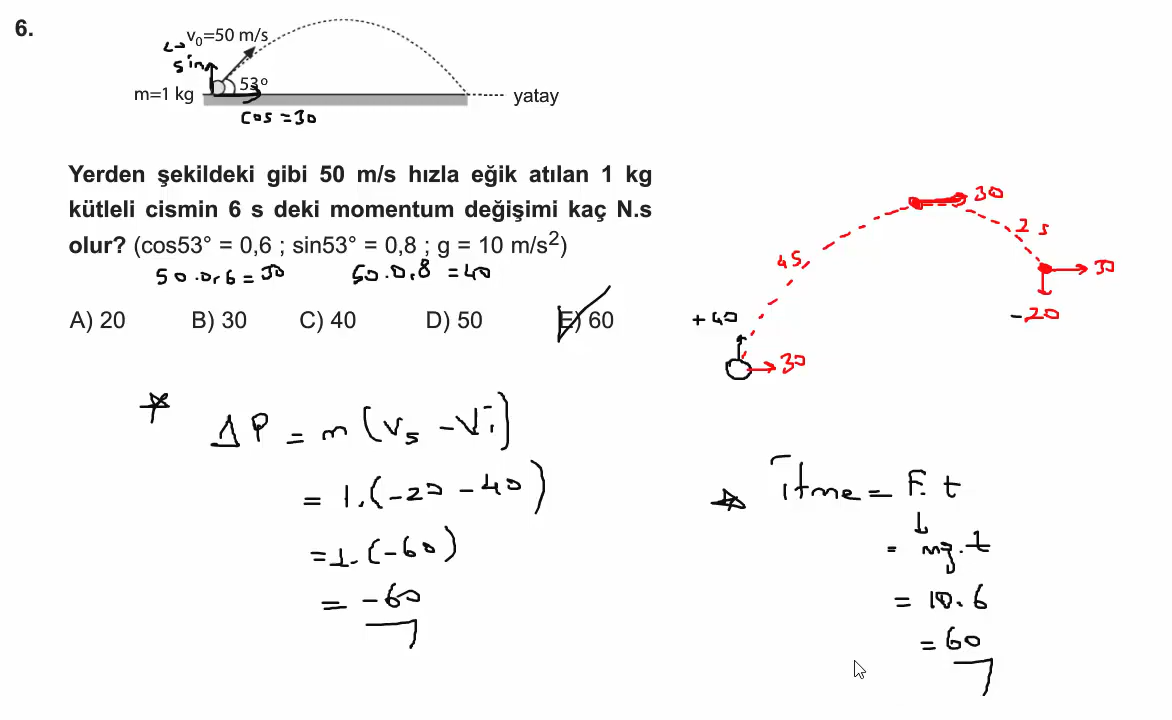 6.
v₀=50 m/s
sin
53°
m=1 kg
yatay
cos = 30
Yerden şekildeki gibi 50 m/s hızla eğik atılan 1 kg
kütleli cismin 6 s deki momentum değişimi kaç N.s
olur? (cos53° = 0,6 ; sin53° = 0,8 ; g = 10 m/s²)
50.0,6 = 30 50.0,8 = 40
A) 20 B) 30 C) 40 D) 50 E) 60
30
2 s
4s,
30
-20
+40
30
ΔP = m (Vs - Vi)
= 1.(-20 - 40)
= 1.(-60)
= -60
İtme = F. t
= mg.t
= 10.6
= 60